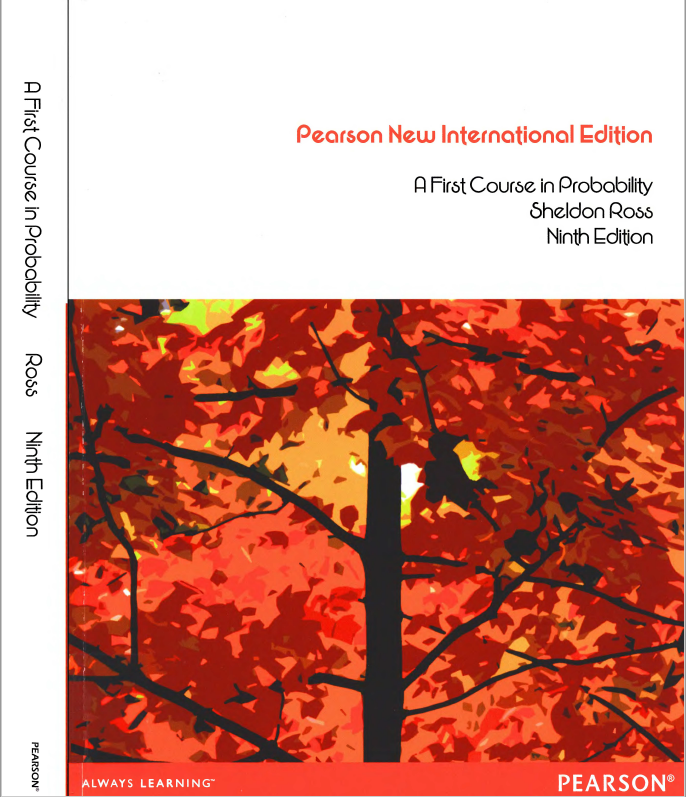 A First Course in Probability Ross Ninth Edition
PEARSON®
Pearson New International Edition
A First Course in Probability
Sheldon Ross
Ninth Edition
ALWAYS LEARNING™
PEARSON®